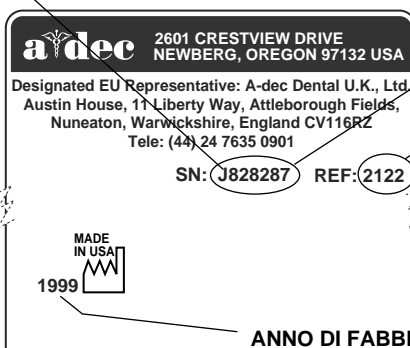 a dec 2601 CRESTVIEW DRIVE
NEWBERG, OREGON 97132 USA
Designated EU Representative: A-dec Dental U.K., Ltd.
Austin House, 11 Liberty Way, Attleborough Fields,
Nuneaton, Warwickshire, England CV116RZ
Tele: (44) 24 7635 0901
SN: J828287 REF: 2122
MADE
IN USA
1999
ANNO DI FABBI